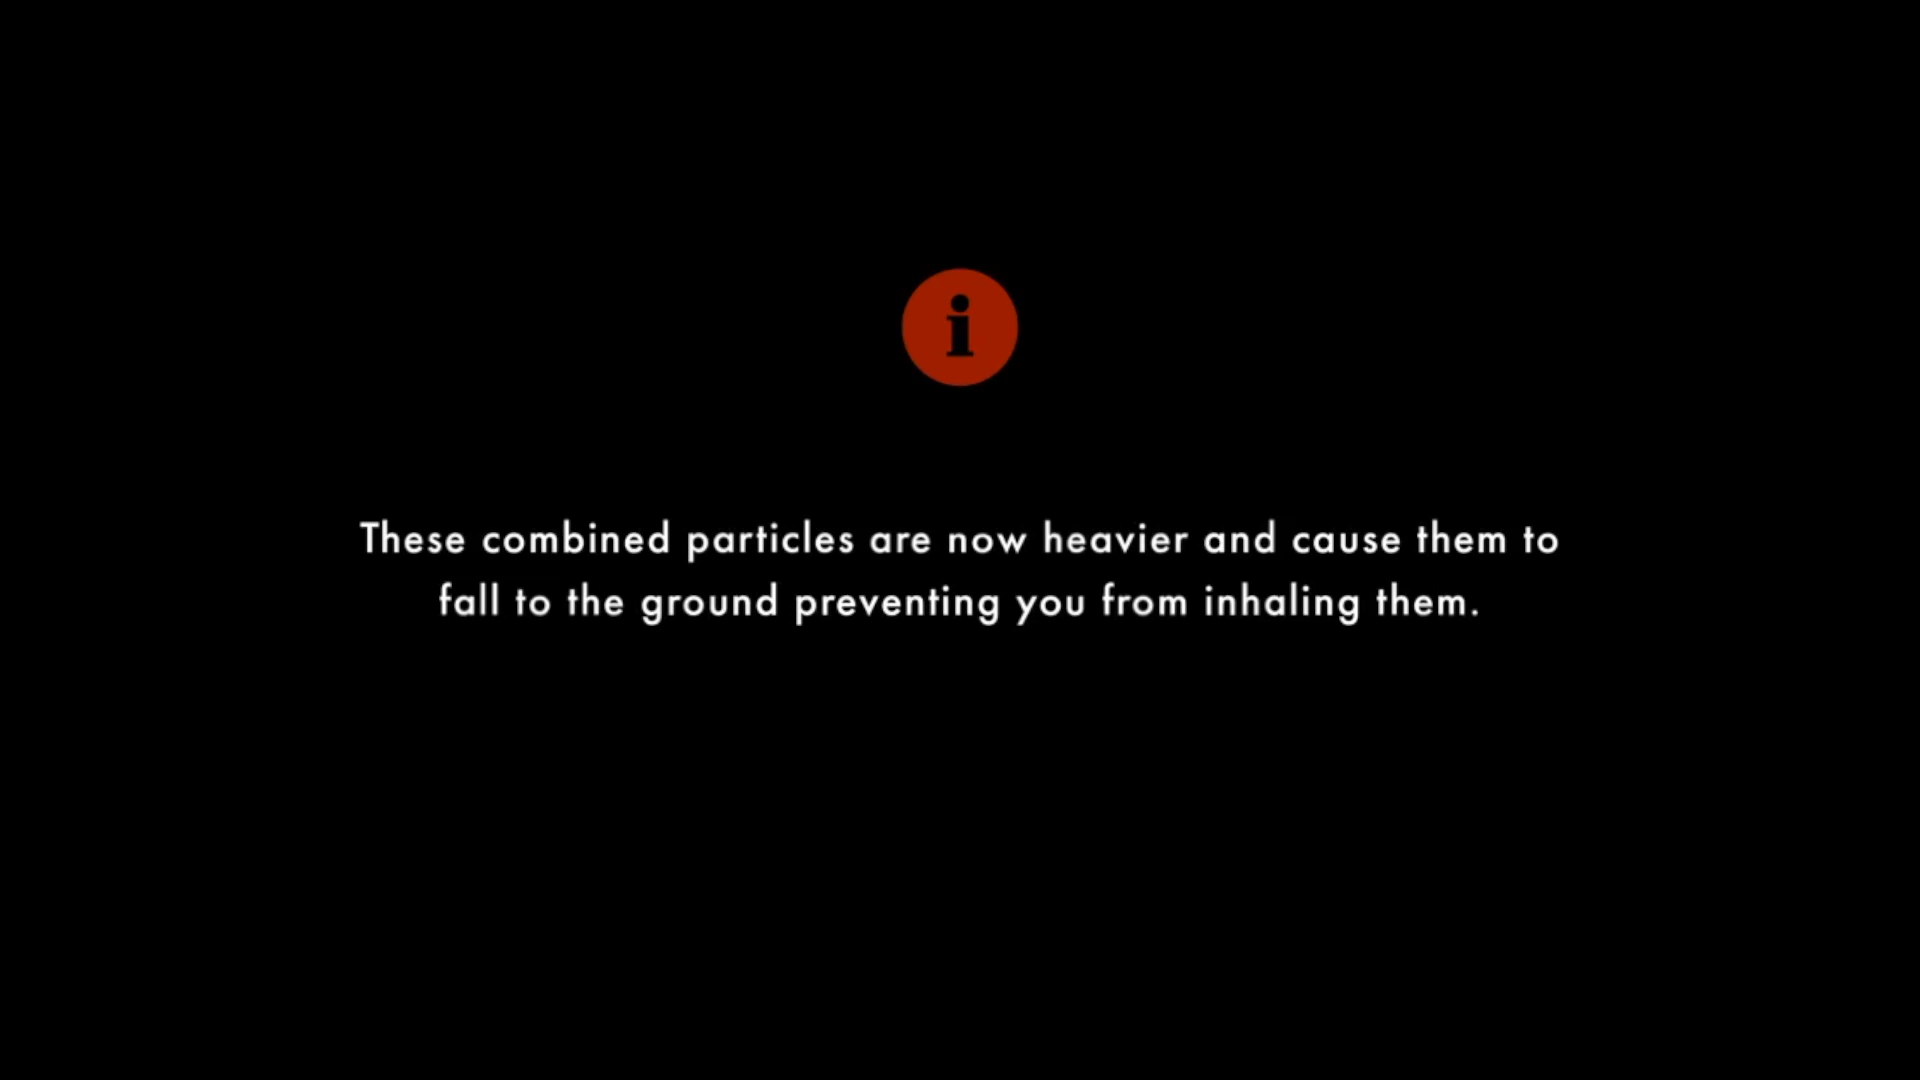 i
These combined particles are now heavier and cause them to
fall to the ground preventing you from inhaling them.